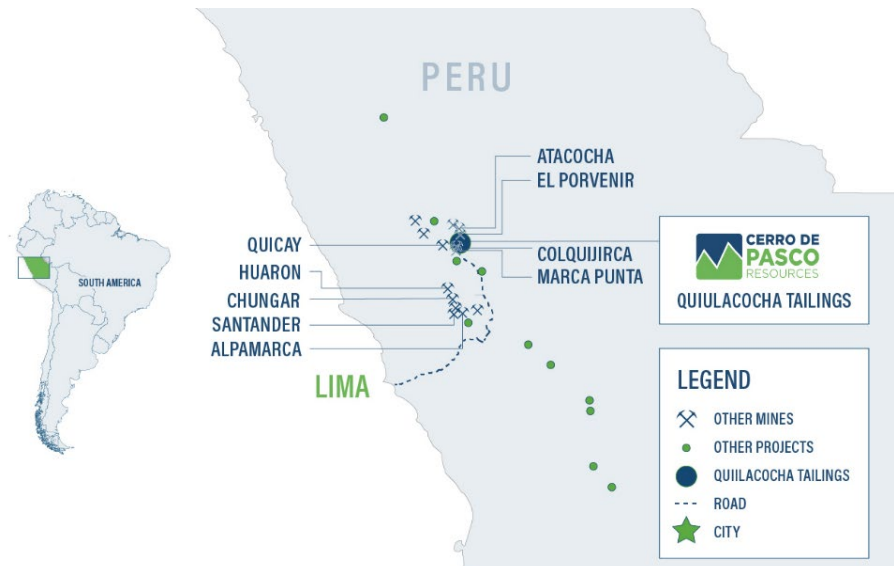 PERU
ATACOCHA
EL PORVENIR
QUICAY
HUARON
CHUNGAR
SANTANDER
ALPAMARCA
COLQUIJIRCA
MARCA PUNTA
LIMA
SOUTH AMERICA
CERRO DE
PASCO
RESOURCES
QUIULACOCHA TAILINGS
LEGEND
OTHER MINES
OTHER PROJECTS
QUIILACOCHA TAILINGS
ROAD
CITY